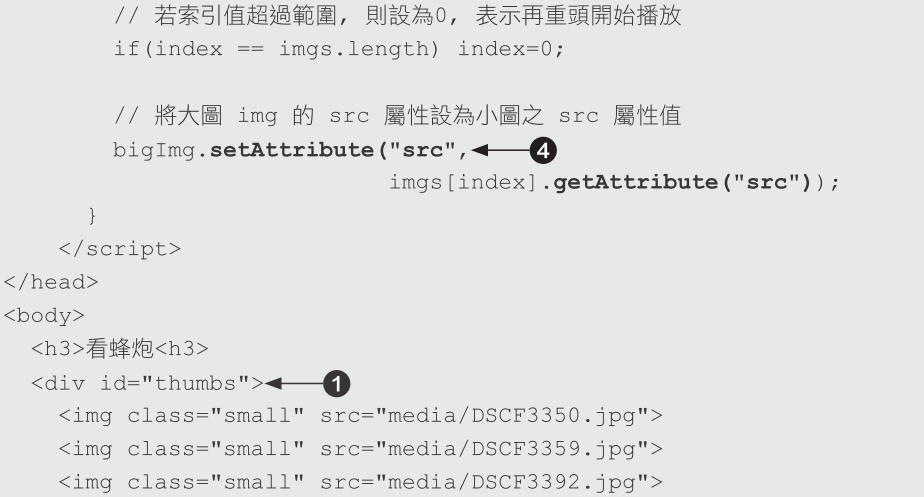 // 若索引值超過範圍, 則設為0, 表示再重頭開始播放
if(index == imgs.length) index=0;
// 將大圖 img 的 src 屬性設為小圖之 src 屬性值
bigImg.setAttribute("src", 4
imgs[index].getAttribute("src"));
}
</script>
</head>
<body>
<h3>看蜂炮<h3>
<div id="thumbs"> 1
<img class="small" src="media/DSCF3350.jpg">
<img class="small" src="media/DSCF3359.jpg">
<img class="small" src="media/DSCF3392.jpg">